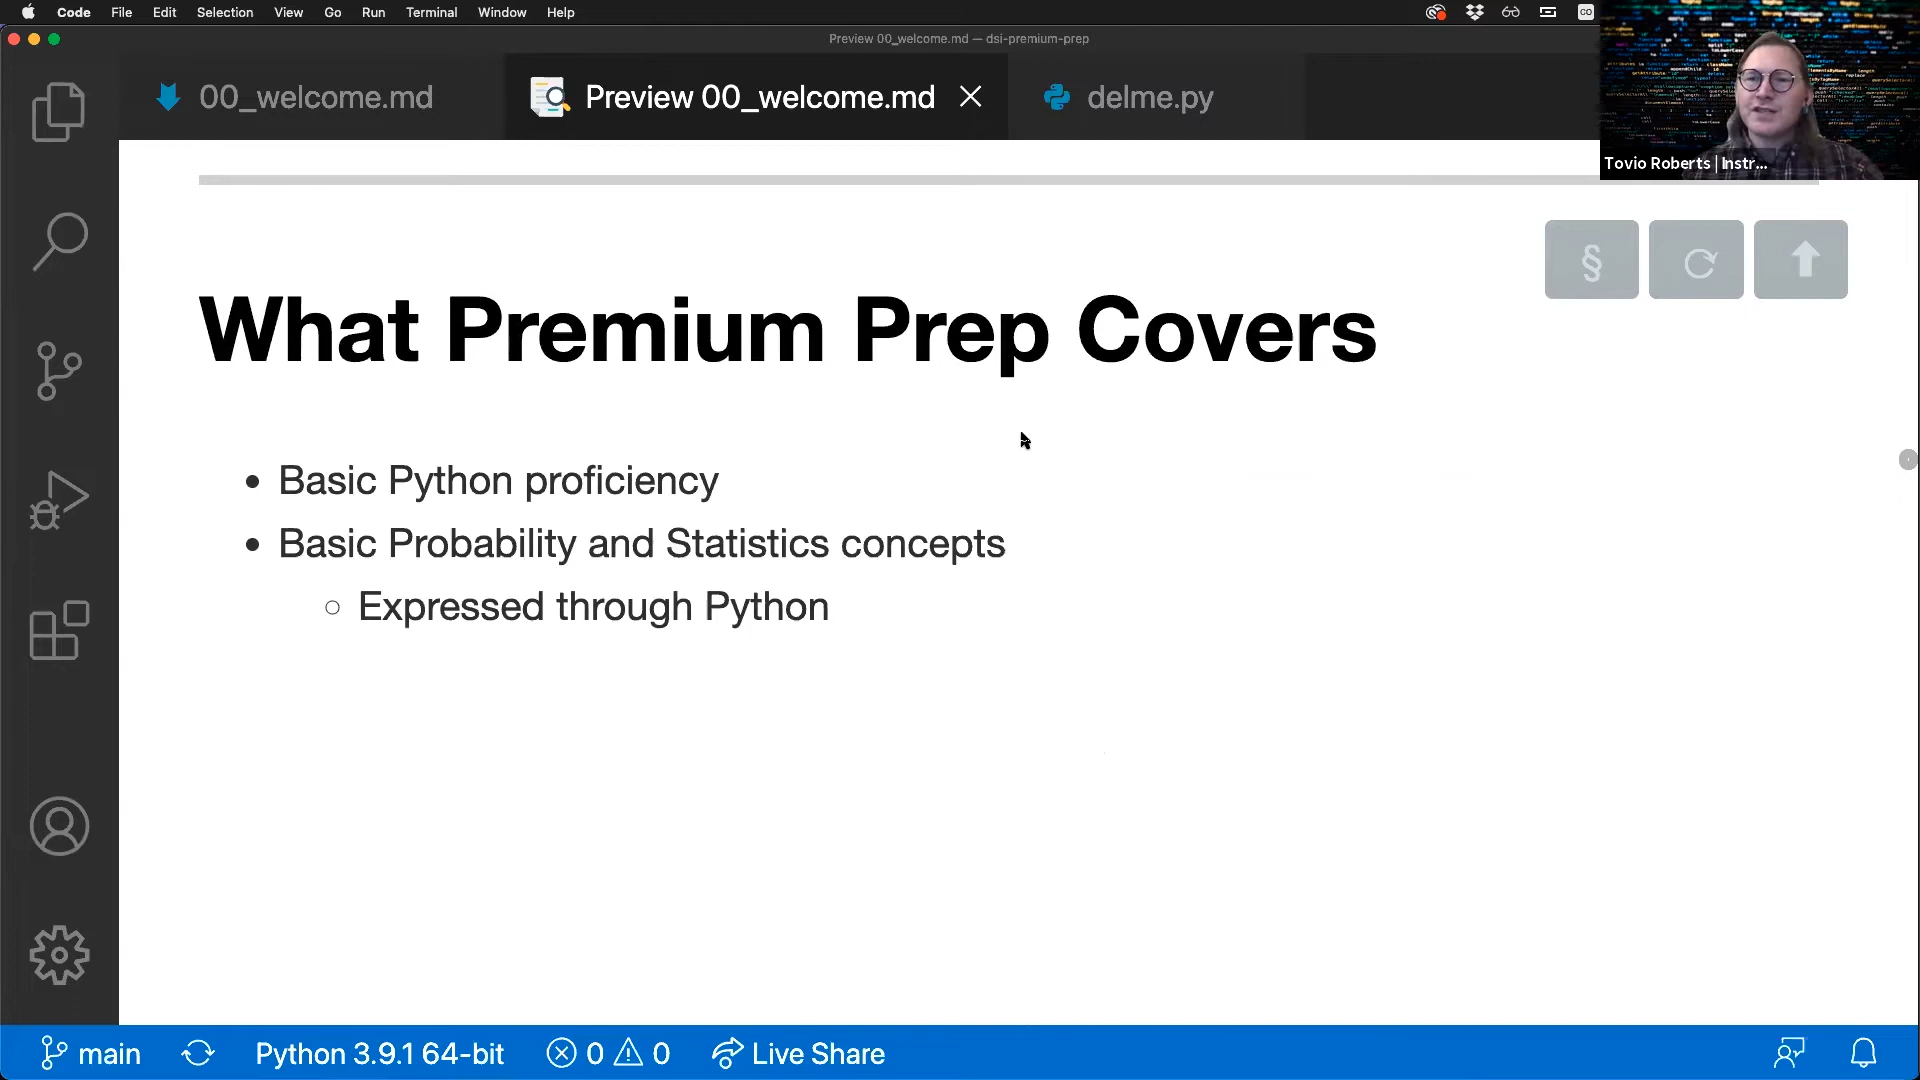 Code File Edit Selection View Go Run Terminal Window Help
Preview 00_welcome.md — dsi-premium-prep
00_welcome.md
Preview 00_welcome.md
delme.py
Tovio Roberts | Instr...
§
What Premium Prep Covers
Basic Python proficiency
Basic Probability and Statistics concepts
Expressed through Python
main Python 3.9.1 64-bit 0 0 Live Share